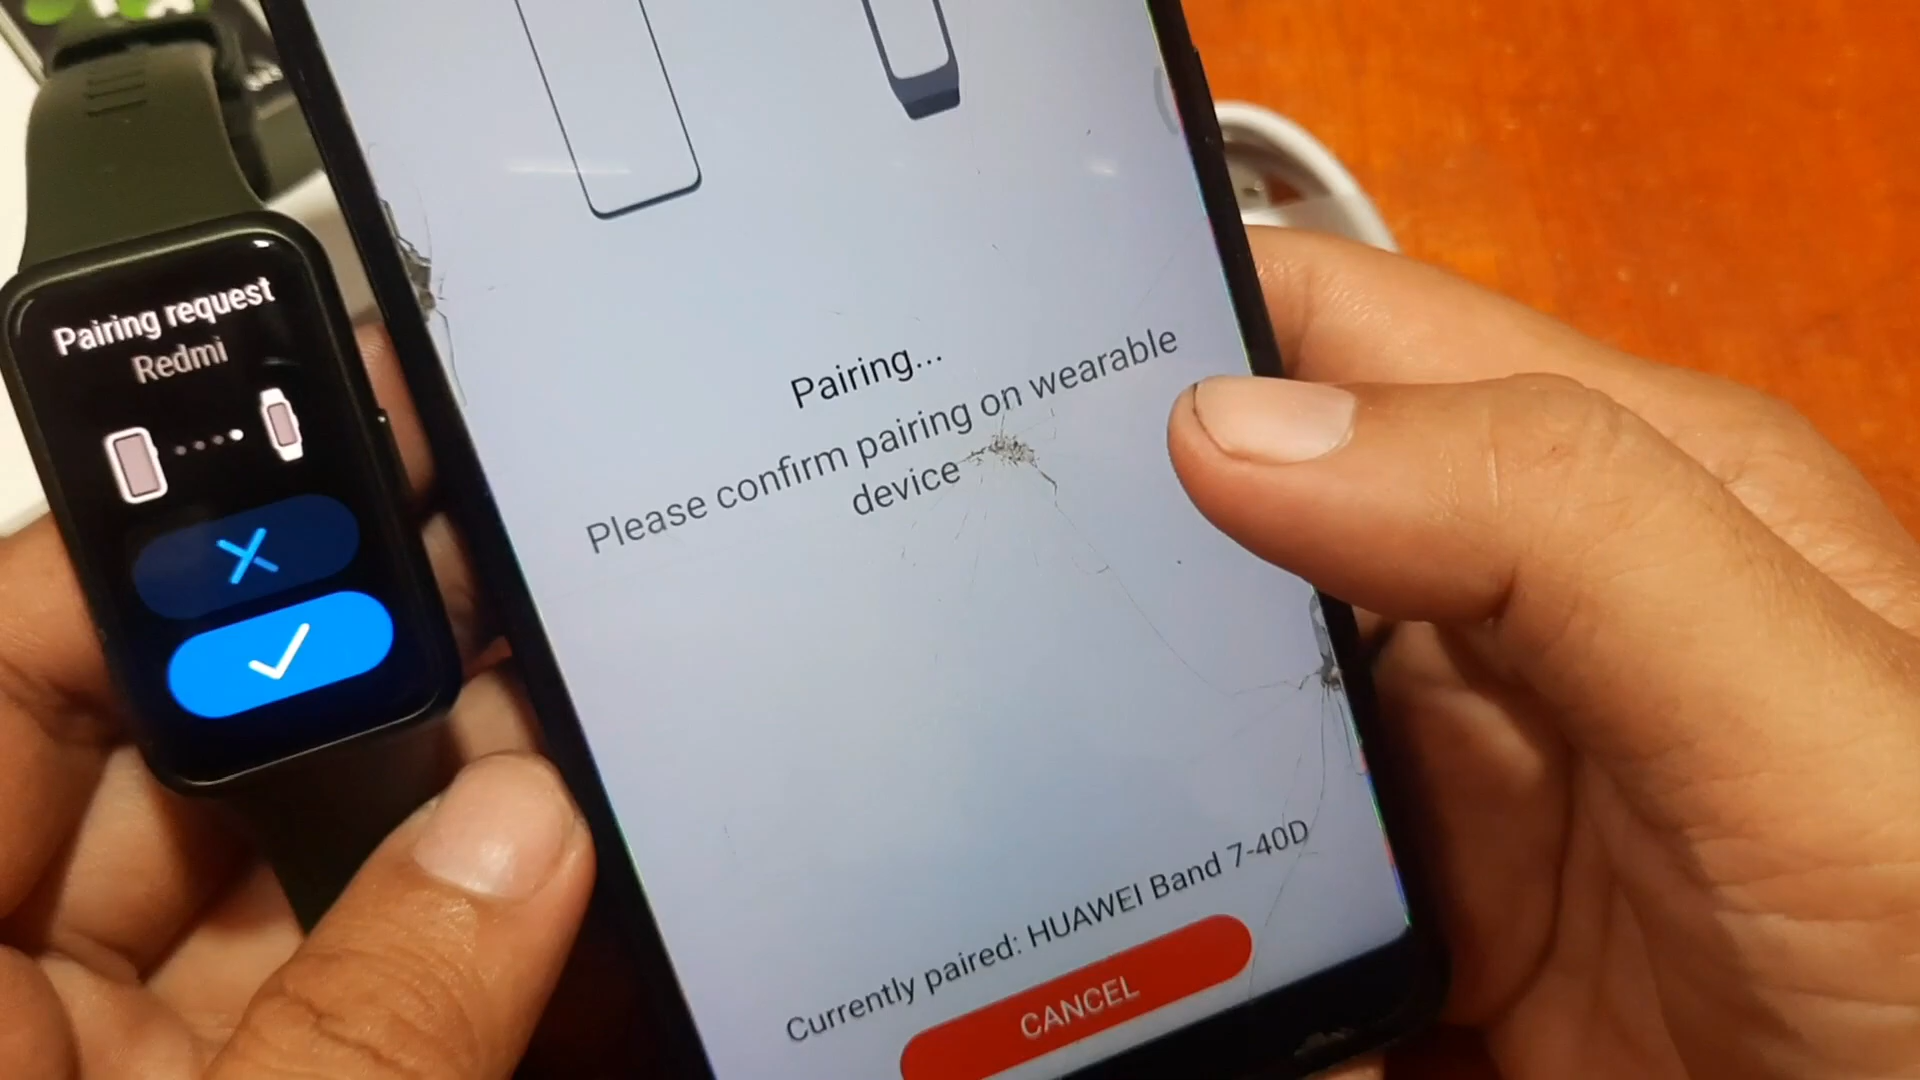 Pairing request
Redmi
Pairing...
Please confirm pairing on wearable
device
Currently paired: HUAWEI Band 7-40D
CANCEL